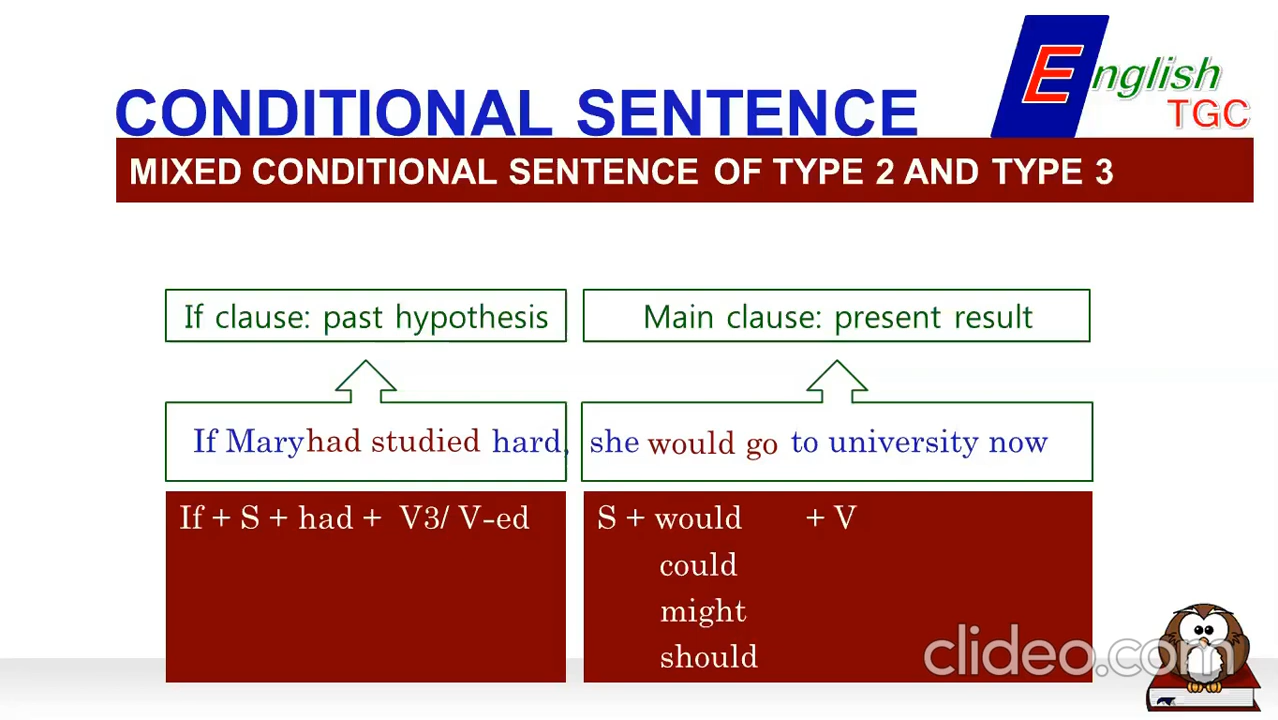 English
TGC
CONDITIONAL SENTENCE
MIXED CONDITIONAL SENTENCE OF TYPE 2 AND TYPE 3
If clause: past hypothesis
Main clause: present result
If Mary had studied hard, she would go to university now
If + S + had + V3/ V-ed
S + would + V
could
might
should
clideo.com